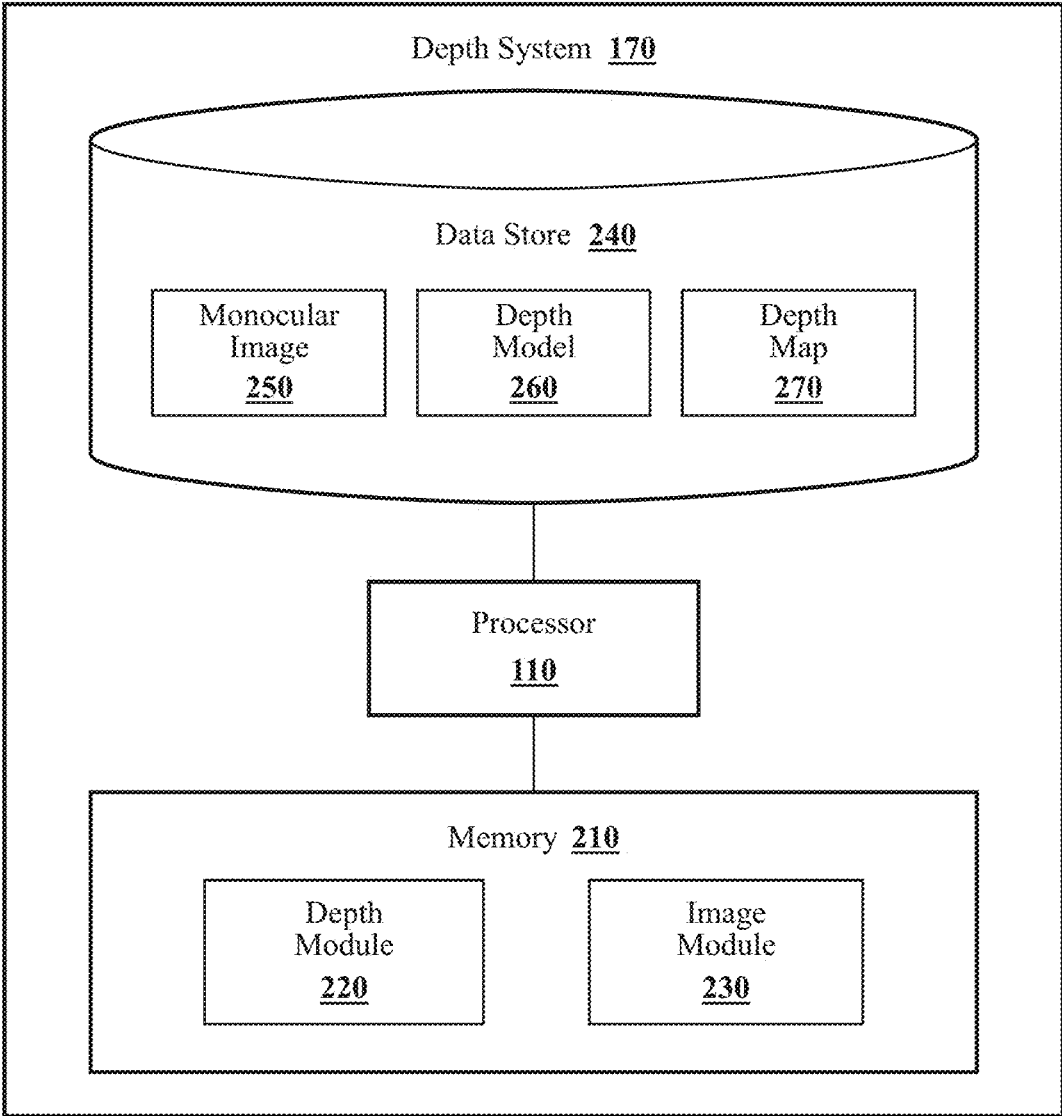 Depth System 170
Data Store 240
Monocular
Image
250
Depth
Model
260
Depth
Map
270
Processor
110
Memory 210
Depth
Module
220
Image
Module
230